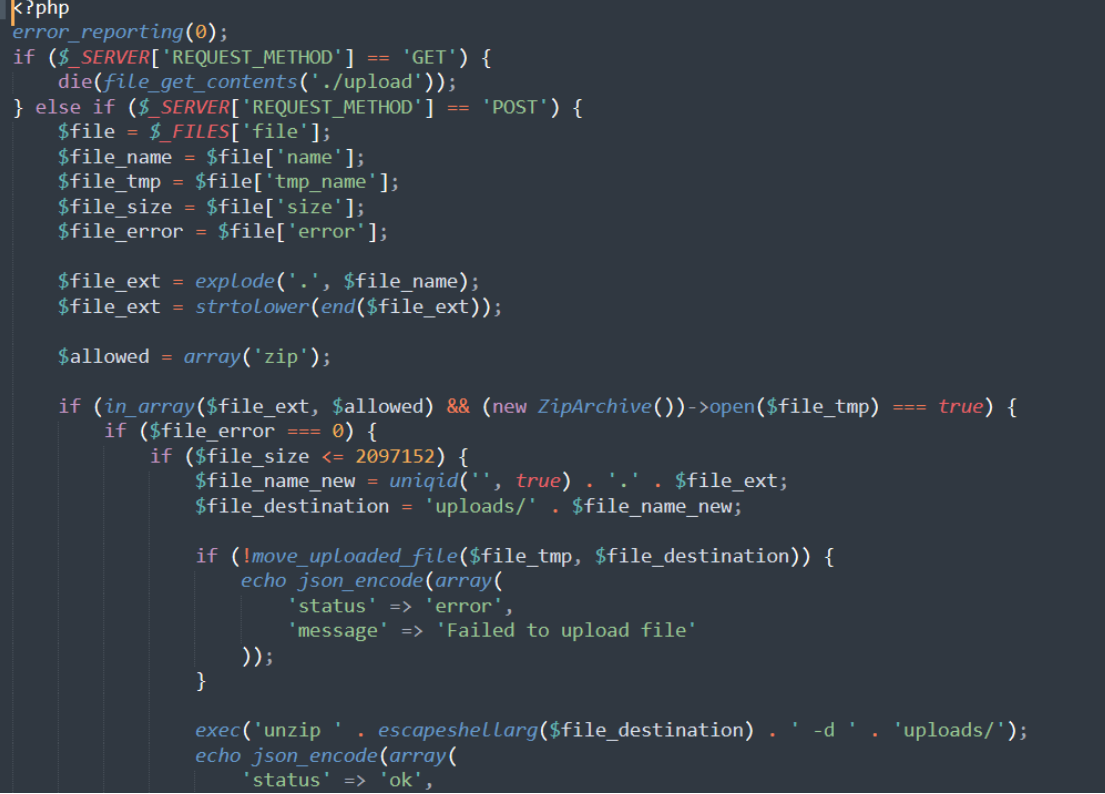 <?php
error_reporting(0);
if ($_SERVER['REQUEST_METHOD'] == 'GET') {
    die(file_get_contents('./upload'));
} else if ($_SERVER['REQUEST_METHOD'] == 'POST') {
    $file = $_FILES['file'];
    $file_name = $file['name'];
    $file_tmp = $file['tmp_name'];
    $file_size = $file['size'];
    $file_error = $file['error'];

    $file_ext = explode('.', $file_name);
    $file_ext = strtolower(end($file_ext));

    $allowed = array('zip');

    if (in_array($file_ext, $allowed) && (new ZipArchive())->open($file_tmp) === true) {
        if ($file_error === 0) {
            if ($file_size <= 2097152) {
                $file_name_new = uniqid('', true) . '.' . $file_ext;
                $file_destination = 'uploads/' . $file_name_new;

                if (!move_uploaded_file($file_tmp, $file_destination)) {
                    echo json_encode(array(
                        'status' => 'error',
                        'message' => 'Failed to upload file'
                    ));
                }

                exec('unzip ' . escapeshellarg($file_destination) . ' -d ' . 'uploads/');
                echo json_encode(array(
                    'status' => 'ok',